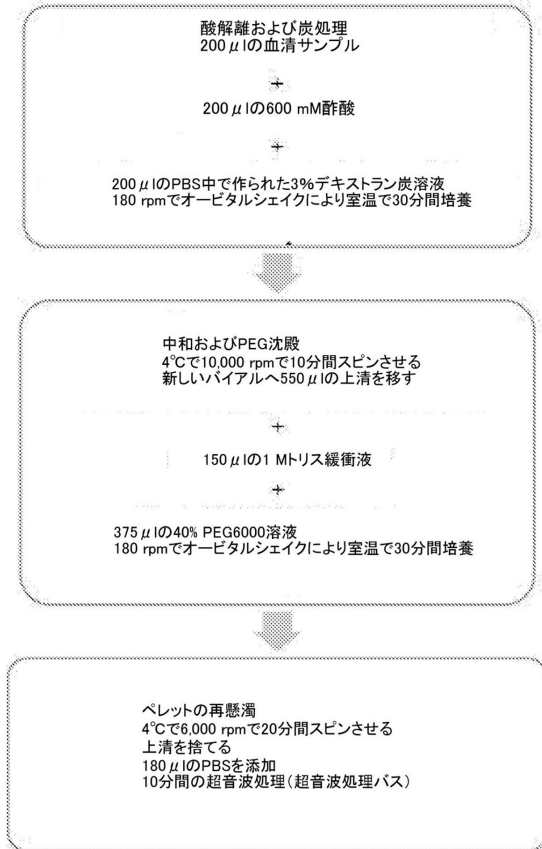 酸解離および炭処理
200μlの血清サンプル
+
200μlの600 mM酢酸
+
200μlのPBS中で作られた3%デキストラン炭溶液
180 rpmでオービタルシェイクにより室温で30分間培養
中和およびPEG沈殿
4℃で10,000 rpmで10分間スピンさせる
新しいバイアルへ550μlの上清を移す
+
150μlの1 Mトリス緩衝液
+
375μlの40% PEG6000溶液
180 rpmでオービタルシェイクにより室温で30分間培養
ペレットの再懸濁
4℃で6,000 rpmで20分間スピンさせる
上清を捨てる
180μlのPBSを添加
10分間の超音波処理(超音波処理バス)